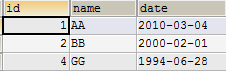 id name date
1 AA 2010-03-04
2 BB 2000-02-01
4 GG 1994-06-28